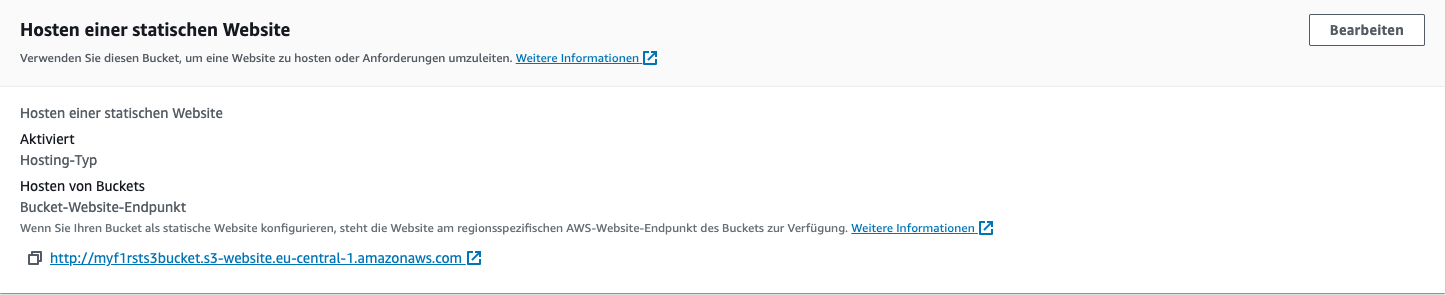 Hosten einer statischen Website
Bearbeiten
Verwenden Sie diesen Bucket, um eine Website zu hosten oder Anforderungen umzuleiten. Weitere Informationen
Hosten einer statischen Website
Aktiviert
Hosting-Typ
Hosten von Buckets
Bucket-Website-Endpunkt
Wenn Sie Ihren Bucket als statische Website konfigurieren, steht die Website am regionsspezifischen AWS-Website-Endpunkt des Buckets zur Verfügung. Weitere Informationen
http://myf1rsts3bucket.s3-website.eu-central-1.amazonaws.com